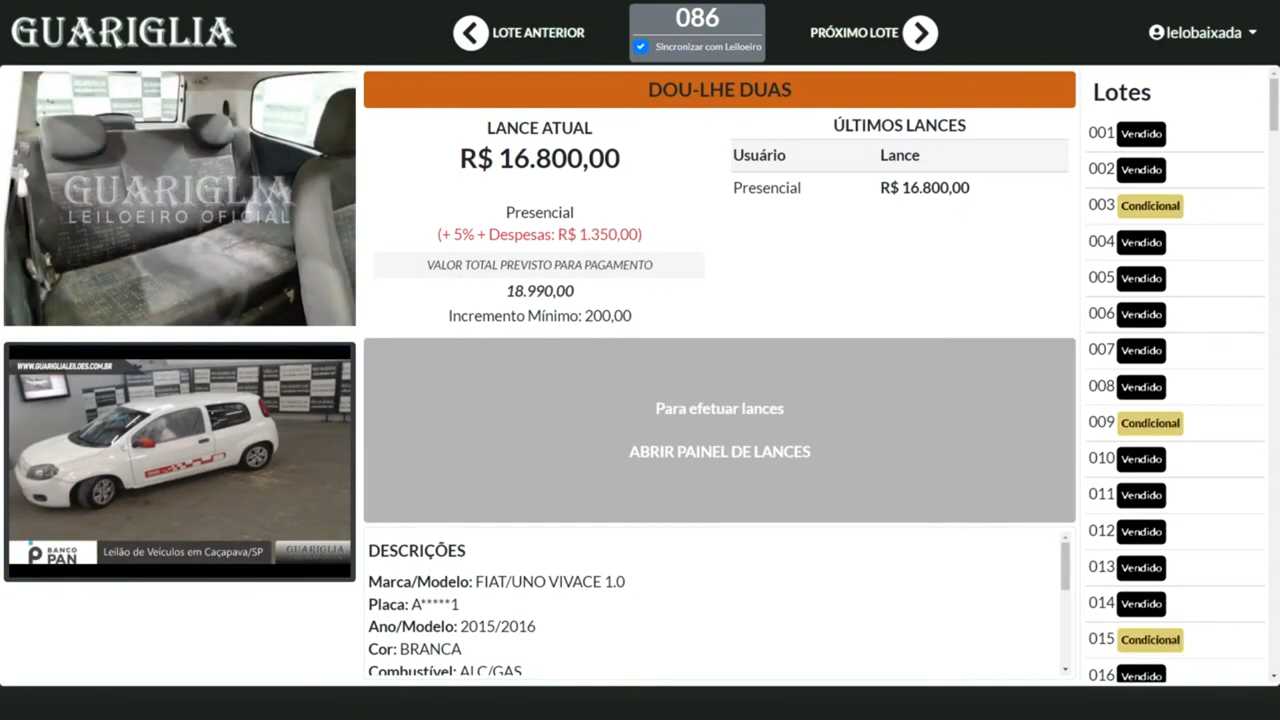 GUARIGLIA
LOTE ANTERIOR
086
Sincronizar com Leiloeiro
PRÓXIMO LOTE
lelobaixada
GUARIGLIA
LEILOEIRO OFICIAL
DOU-LHE DUAS
LANCE ATUAL
R$ 16.800,00
Presencial
(+ 5% + Despesas: R$ 1.350,00)
VALOR TOTAL PREVISTO PARA PAGAMENTO
18.990,00
Incremento Mínimo: 200,00
ÚLTIMOS LANCES
Usuário Lance
Presencial R$ 16.800,00
WWW.GUARIGLIALEILOES.COM.BR
BANCO
PAN
Leilão de Veículos em Caçapava/SP
GUARIGLIA
Para efetuar lances
ABRIR PAINEL DE LANCES
DESCRIÇÕES
Marca/Modelo: FIAT/UNO VIVACE 1.0
Placa: A*****1
Ano/Modelo: 2015/2016
Cor: BRANCA
Combustível: ALC/GAS
Lotes
001 Vendido
002 Vendido
003 Condicional
004 Vendido
005 Vendido
006 Vendido
007 Vendido
008 Vendido
009 Condicional
010 Vendido
011 Vendido
012 Vendido
013 Vendido
014 Vendido
015 Condicional
016 Vendido